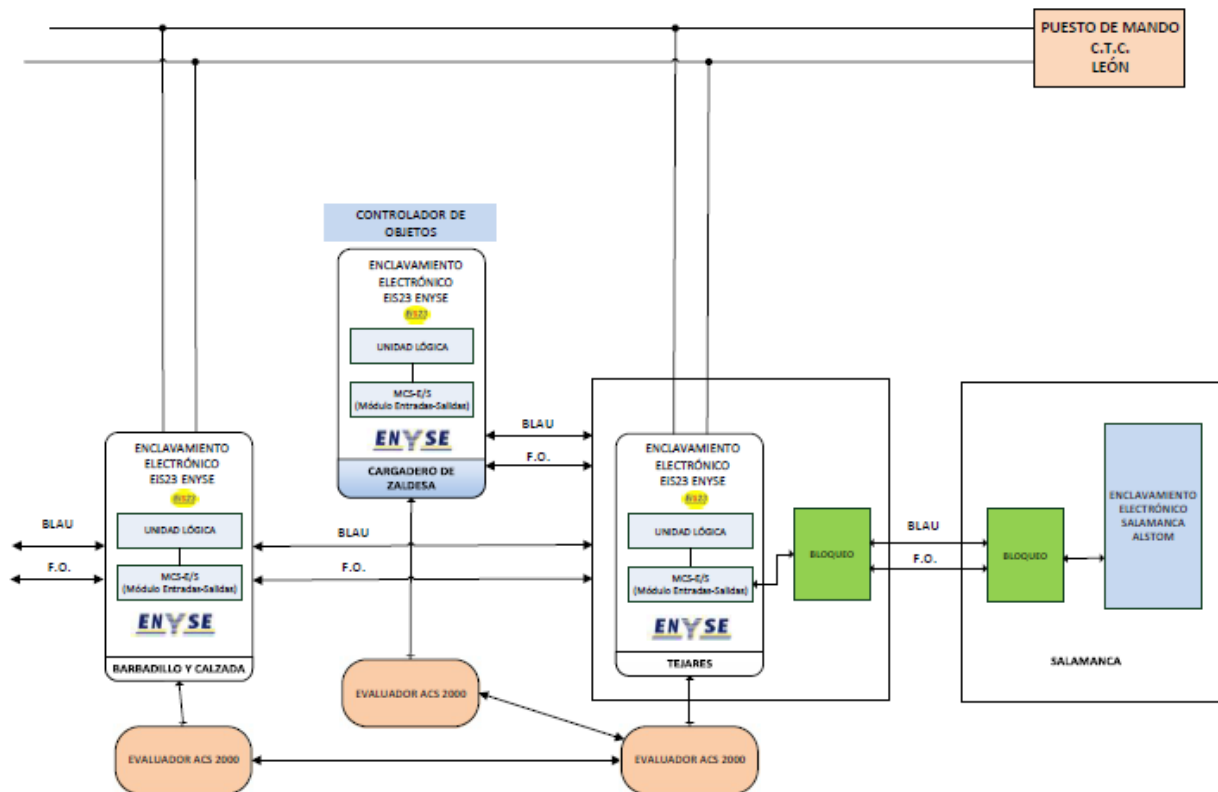 PUESTO DE MANDO
C.T.C.
LEÓN
CONTROLADOR DE
OBJETOS
ENCLAVAMIENTO
ELECTRÓNICO
EIS23 ENYSE
EIS23
UNIDAD LÓGICA
MCS-E/S
(Módulo Entradas-Salidas)
ENYSE
CARGADERO DE
ZALDESA
BLAU
F.O.
BLAU
F.O.
ENCLAVAMIENTO
ELECTRÓNICO
EIS23 ENYSE
EIS23
UNIDAD LÓGICA
MCS-E/S
(Módulo Entradas-Salidas)
ENYSE
BARBADILLO Y CALZADA
BLAU
F.O.
ENCLAVAMIENTO
ELECTRÓNICO
EIS23 ENYSE
EIS23
UNIDAD LÓGICA
MCS-E/S
(Módulo Entradas-Salidas)
ENYSE
TEJARES
BLOQUEO
BLAU
F.O.
BLOQUEO
ENCLAVAMIENTO
ELECTRÓNICO
SALAMANCA
ALSTOM
SALAMANCA
EVALUADOR ACS 2000
EVALUADOR ACS 2000
EVALUADOR ACS 2000